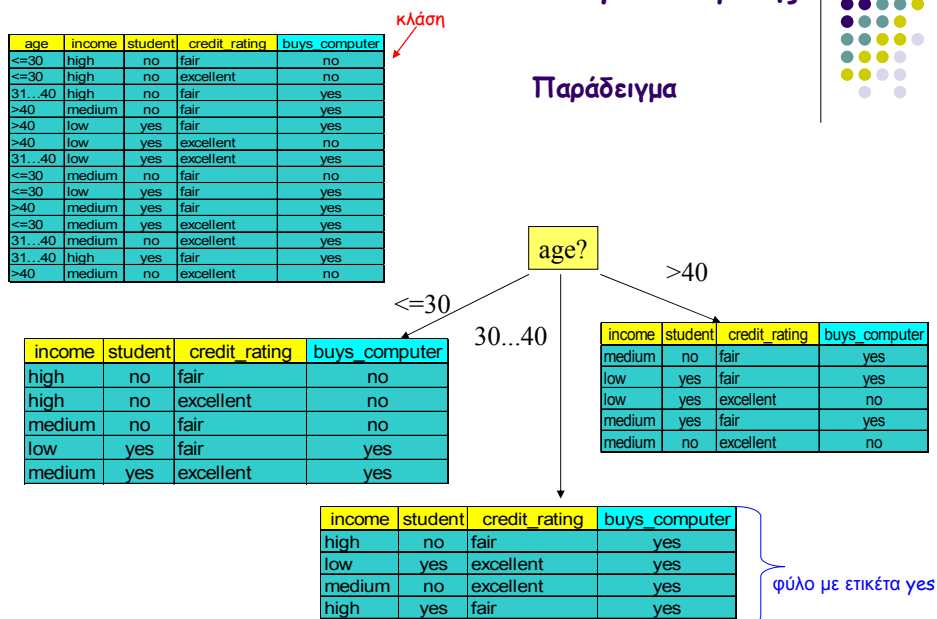 κλάση
age income student credit_rating buys_computer
<=30 high no fair no
<=30 high no excellent no
31…40 high no fair yes
>40 medium no fair yes
>40 low yes fair yes
>40 low yes excellent no
31…40 low yes excellent yes
<=30 medium no fair no
<=30 low yes fair yes
>40 medium yes fair yes
<=30 medium yes excellent yes
31…40 medium no excellent yes
31…40 high yes fair yes
>40 medium no excellent no
Παράδειγμα
age?
<=30
30...40
>40
income student credit_rating buys_computer
high no fair no
high no excellent no
medium no fair no
low yes fair yes
medium yes excellent yes
income student credit_rating buys_computer
medium no fair yes
low yes fair yes
low yes excellent no
medium yes fair yes
medium no excellent no
income student credit_rating buys_computer
high no fair yes
low yes excellent yes
medium no excellent yes
high yes fair yes
φύλο με ετικέτα yes